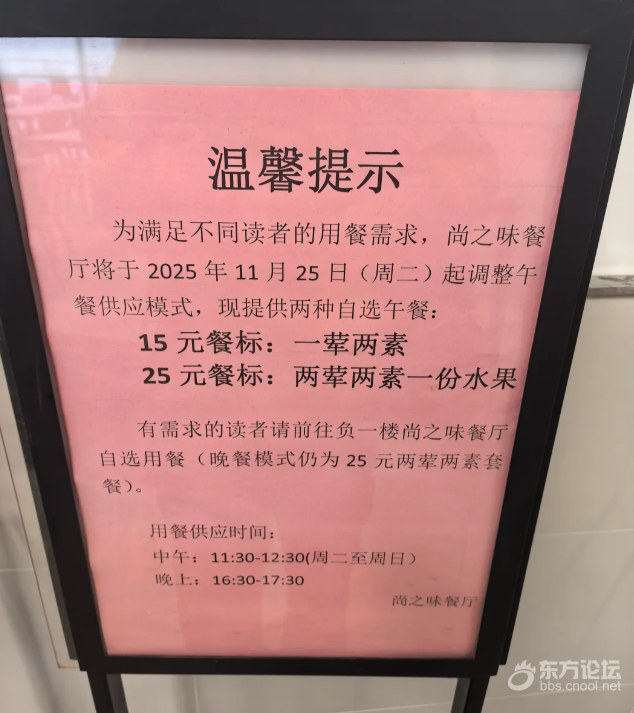 温馨提示
为满足不同读者的用餐需求，尚之味餐
厅将于 2025 年 11 月 25 日（周二）起调整午
餐供应模式，现提供两种自选午餐：
15 元餐标：一荤两素
25 元餐标：两荤两素一份水果
有需求的读者请前往负一楼尚之味餐厅
自选用餐（晚餐模式仍为 25 元两荤两素套
餐）。
用餐供应时间：
中午：11:30-12:30(周二至周日）
晚上：16:30-17:30
尚之味餐厅
东方论坛
bbs.cnool.net